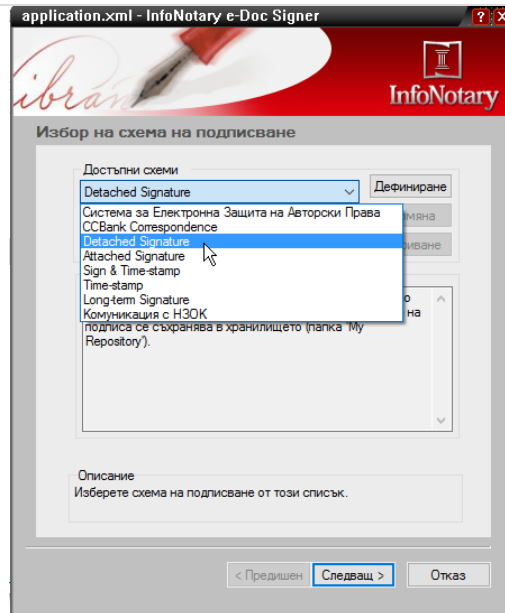 application.xml - InfoNotary e-Doc Signer
InfoNotary
Избор на схема на подписване
Достъпни схеми
Detached Signature
Дефиниране
Система за Електронна Защита на Авторски Права
CCBank Correspondence
Detached Signature
Attached Signature
Sign & Time-stamp
Time-stamp
Long-term Signature
Комуникация с НЗОК
на
подписа се съхранява в хранилището (папка 'My
Repository').
Описание
Изберете схема на подписване от този списък.
< Предишен
Следващ >
Отказ